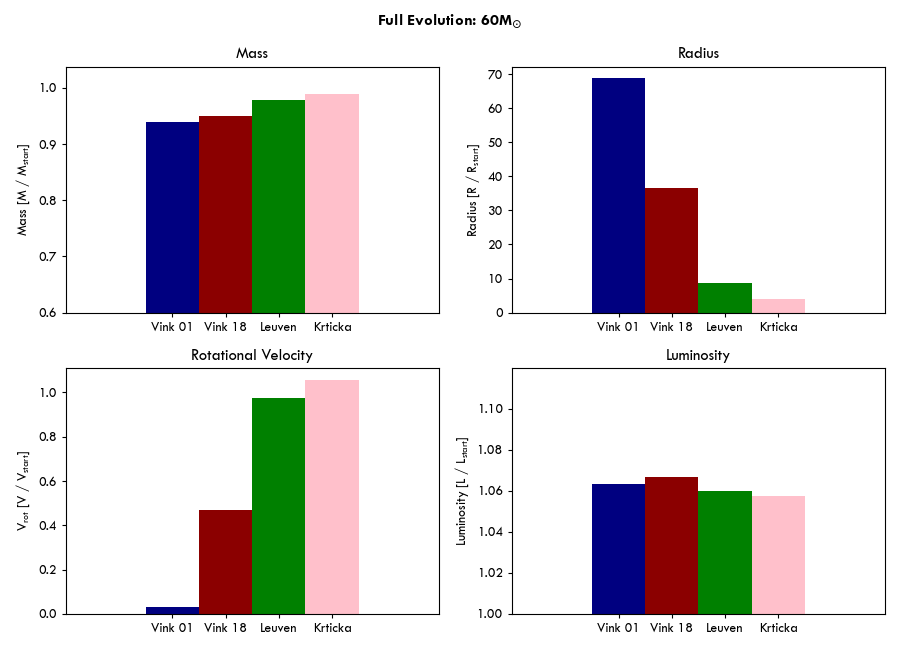 Full Evolution: 60M⊙
Mass
Mass [M / Mstart]
1.0
0.9
0.8
0.7
0.6
Vink 01 Vink 18 Leuven Krticka
Radius
Radius [R / Rstart]
70
60
50
40
30
20
10
0
Vink 01 Vink 18 Leuven Krticka
Rotational Velocity
Vrot [V / Vstart]
1.0
0.8
0.6
0.4
0.2
0.0
Vink 01 Vink 18 Leuven Krticka
Luminosity
Luminosity [L / Lstart]
1.10
1.08
1.06
1.04
1.02
1.00
Vink 01 Vink 18 Leuven Krticka